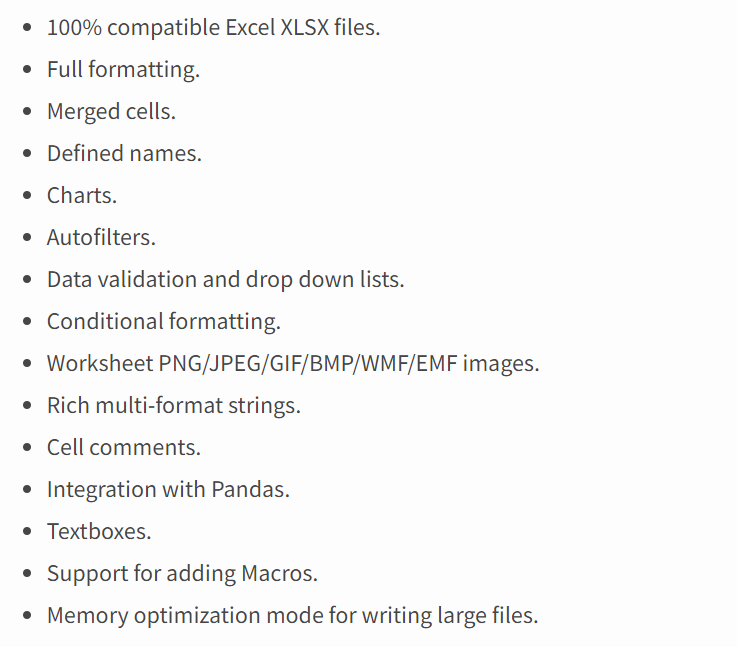 100% compatible Excel XLSX files.
Full formatting.
Merged cells.
Defined names.
Charts.
Autofilters.
Data validation and drop down lists.
Conditional formatting.
Worksheet PNG/JPEG/GIF/BMP/WMF/EMF images.
Rich multi-format strings.
Cell comments.
Integration with Pandas.
Textboxes.
Support for adding Macros.
Memory optimization mode for writing large files.